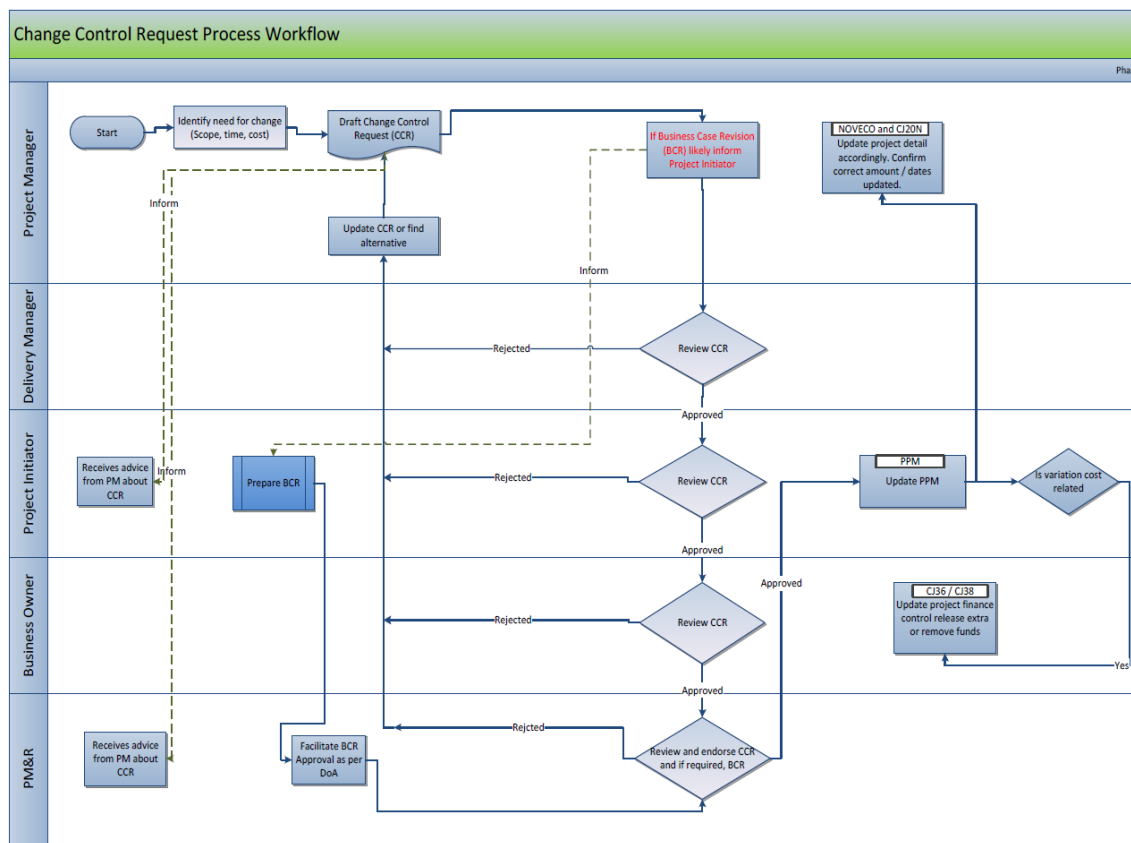 Change Control Request Process Workflow
Pha
Project Manager
Start
Identify need for change
(Scope, time, cost)
Draft Change Control
Request (CCR)
If Business Case Revision
(BCR) likely inform
Project Initiator
NOVECO and CJ20N
Update project detail
accordingly. Confirm
correct amount / dates
updated.
Inform
Update CCR or find
alternative
Inform
Delivery Manager
Rejected
Review CCR
Approved
Project Initiator
Receives advice
from PM about
CCR
Inform
Prepare BCR
Rejected
Review CCR
PPM
Update PPM
Is variation cost
related
Approved
Business Owner
Rejected
Review CCR
Approved
CJ36 / CJ38
Update project finance
control release extra
or remove funds
Yes
Approved
PM&R
Receives advice
from PM about
CCR
Facilitate BCR
Approval as per
DoA
Rejcted
Review and endorse CCR
and if required, BCR